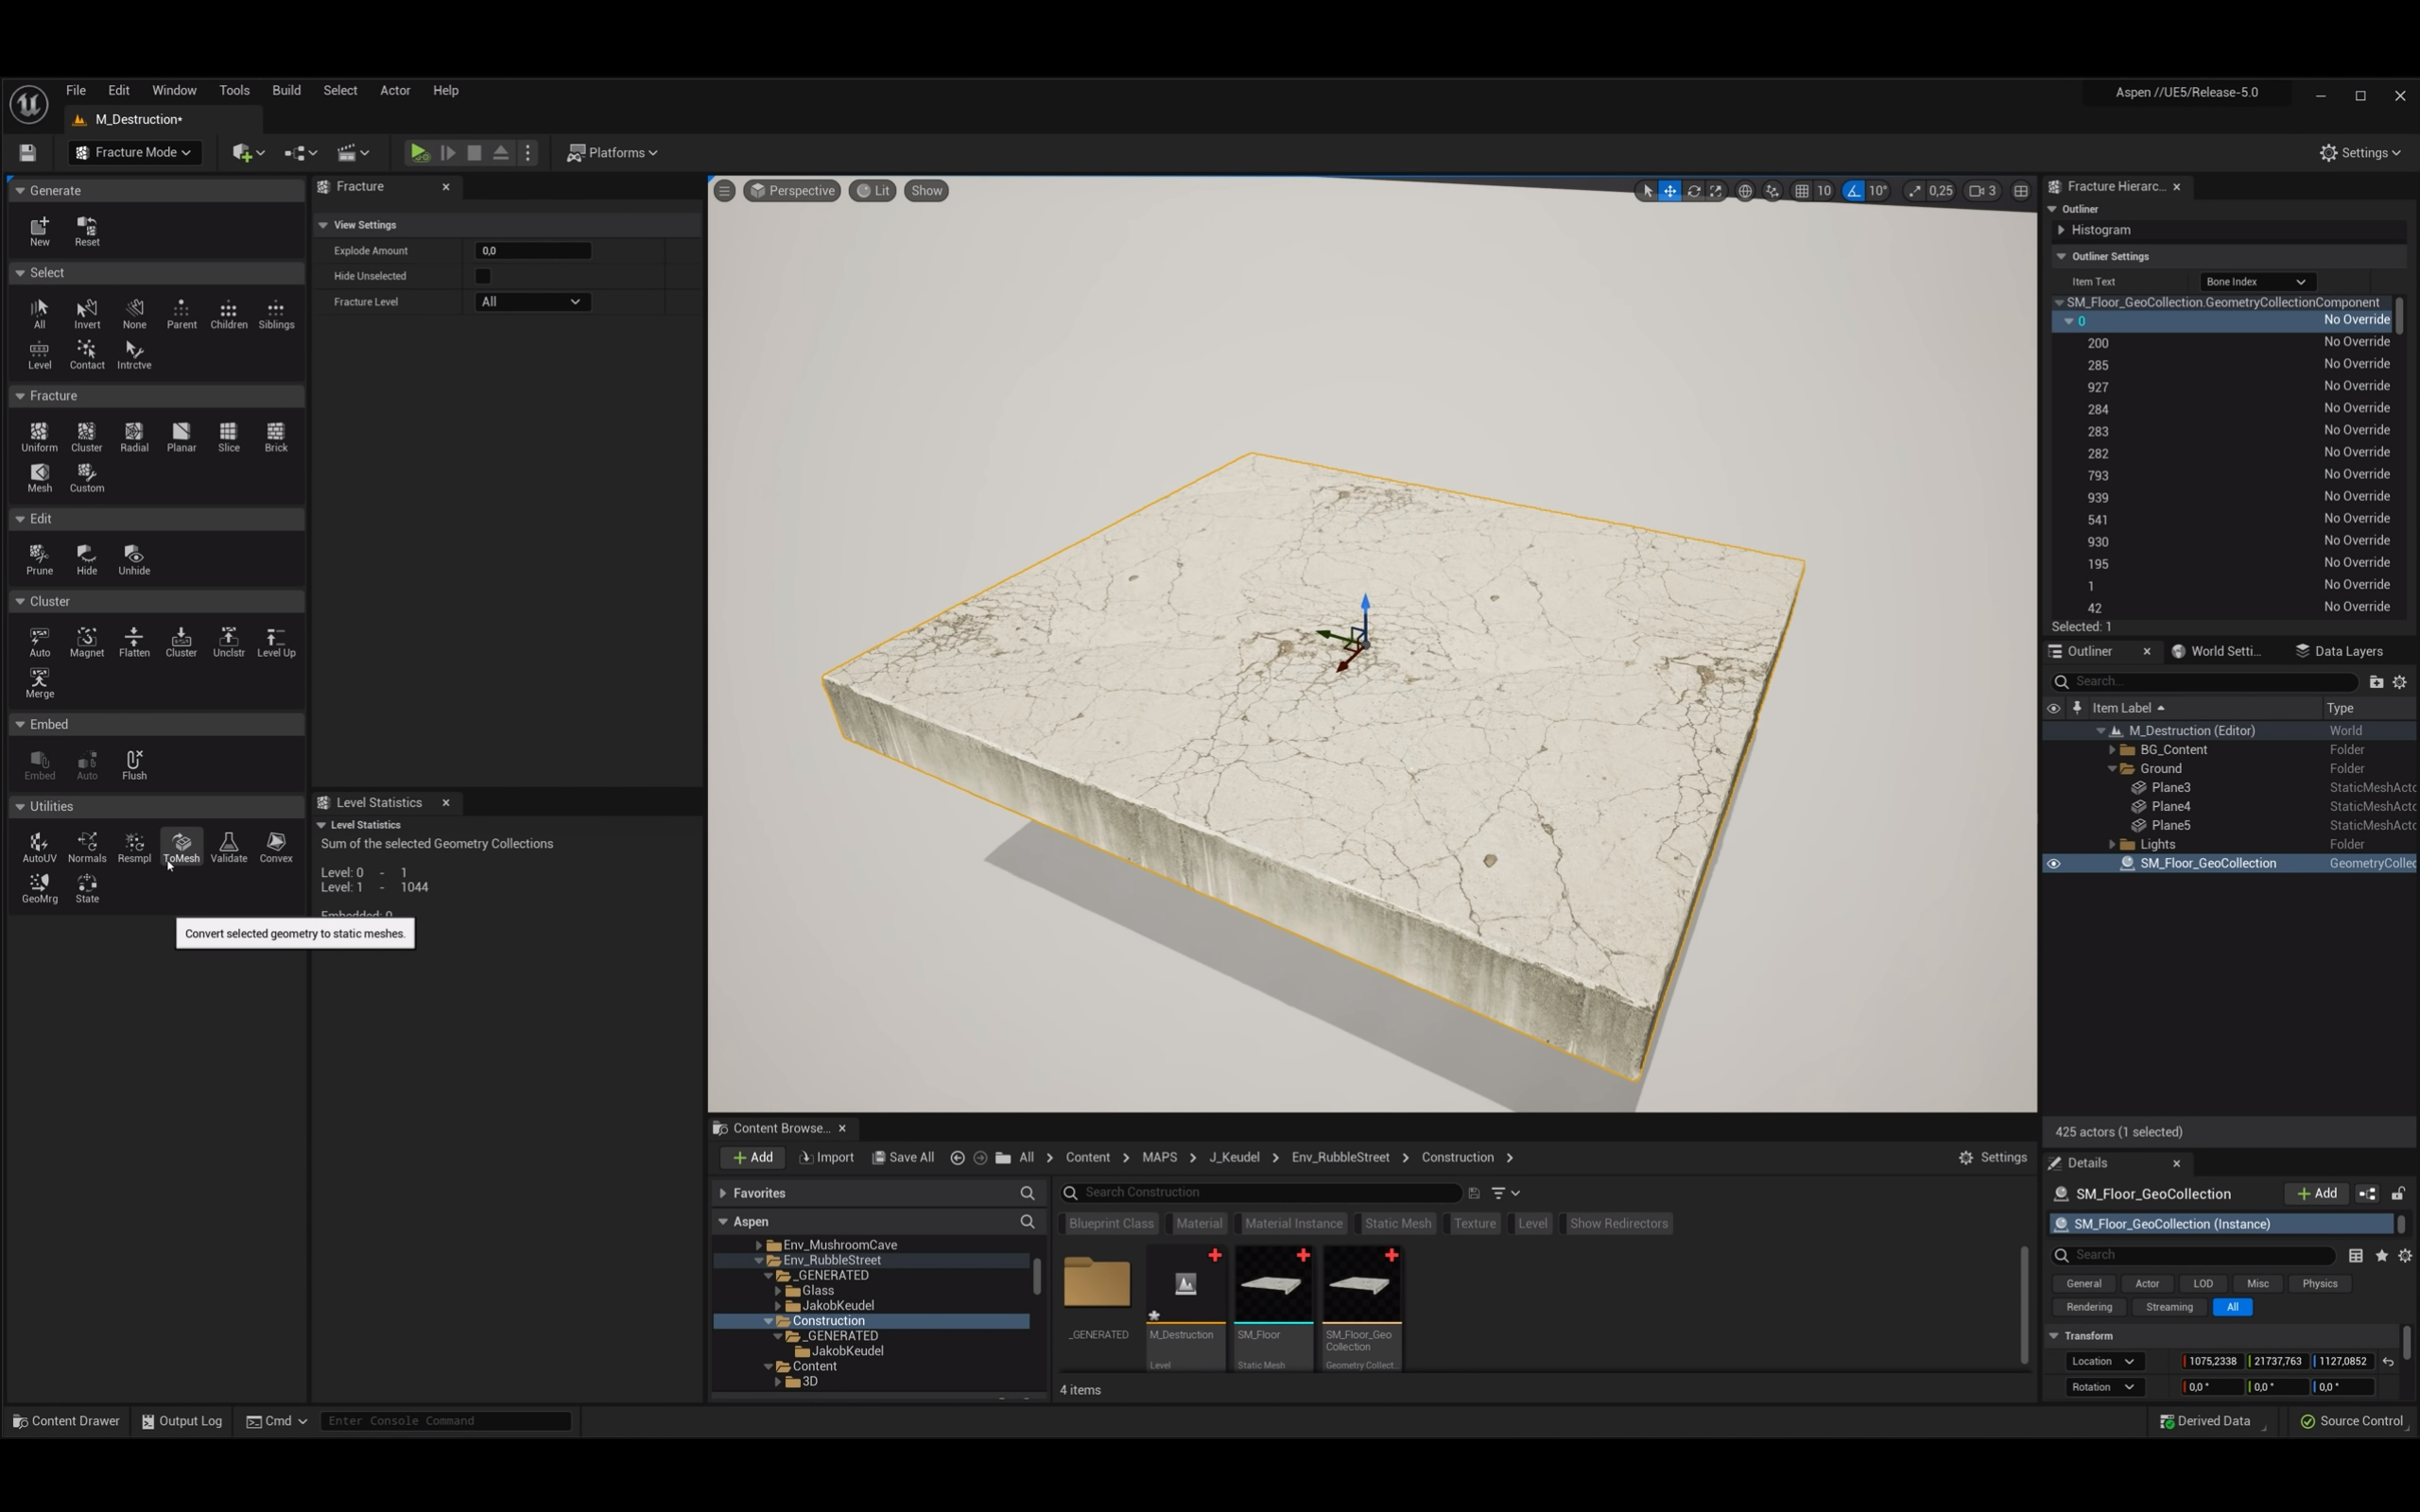 File Edit Window Tools Build Select Actor Help
Aspen //UE5/Release-5.0
M_Destruction*
Fracture Mode
Platforms
Settings
Generate
New Reset
Select
All Invert None Parent Children Siblings
Level Contact Intrctve
Fracture
Uniform Cluster Radial Planar Slice Brick
Mesh Custom
Edit
Prune Hide Unhide
Cluster
Auto Magnet Flatten Cluster Unclstr Level Up
Merge
Embed
Embed Auto Flush
Utilities
AutoUV Normals Resmpl ToMesh Validate Convex
GeoMrg State
Convert selected geometry to static meshes.
Fracture
View Settings
Explode Amount 0,0
Hide Unselected
Fracture Level All
Level Statistics
Level Statistics
Sum of the selected Geometry Collections
Level: 0 - 1
Level: 1 - 1044
Embedded: 0
Perspective Lit Show
10 10° 0,25 3
Fracture Hierarc...
Outliner
Histogram
Outliner Settings
Item Text Bone Index
SM_Floor_GeoCollection.GeometryCollectionComponent
0 No Override
200 No Override
285 No Override
927 No Override
284 No Override
283 No Override
282 No Override
793 No Override
939 No Override
541 No Override
930 No Override
195 No Override
1 No Override
42 No Override
Selected: 1
Outliner World Setti... Data Layers
Search...
Item Label Type
M_Destruction (Editor) World
BG_Content Folder
Ground Folder
Plane3 StaticMeshActo
Plane4 StaticMeshActo
Plane5 StaticMeshActo
Lights Folder
SM_Floor_GeoCollection GeometryCollec
425 actors (1 selected)
Details
SM_Floor_GeoCollection Add
SM_Floor_GeoCollection (Instance)
Search
General Actor LOD Misc Physics
Rendering Streaming All
Transform
Location 1075,2338 21737,763 1127,0852
Rotation 0,0 ° 0,0 ° 0,0 °
Content Browse...
Add Import Save All All Content MAPS J_Keudel Env_RubbleStreet Construction Settings
Favorites
Aspen
Env_MushroomCave
Env_RubbleStreet
_GENERATED
Glass
JakobKeudel
Construction
_GENERATED
JakobKeudel
Content
3D
Search Construction
Blueprint Class Material Material Instance Static Mesh Texture Level Show Redirectors
_GENERATED
M_Destruction
Level
SM_Floor
Static Mesh
SM_Floor_Geo
Collection
Geometry Collect...
4 items
Content Drawer Output Log Cmd Enter Console Command
Derived Data Source Control